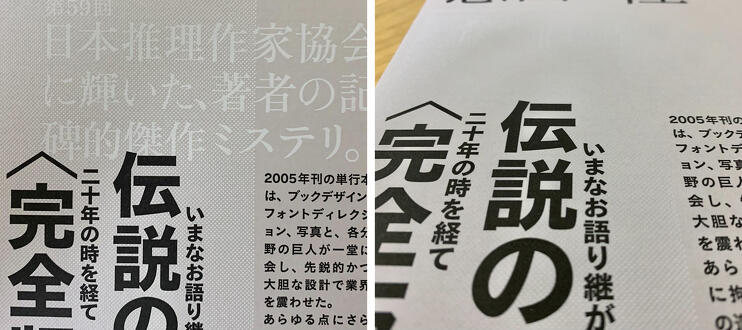 第59回
日本推理作家協会
に輝いた、著者の記
碑的傑作ミステリ。
いまなお語り継
伝説の
二十年の時を経て
〈完全
2005年刊の単行本
は、ブックデザイン
フォントディレクシ
ョン、写真と、各分
野の巨人が一堂に
会し、先鋭的かつ
大胆な設計で業界
を震わせた。
あらゆる点にさら
いまなお語り継が
伝説の
二十年の時を経て
〈完全
2005年刊の
は、ブックデ
フォントデ
ョン、写真
野の巨人
会し、
大胆な
を震わ
あら
に拘
の